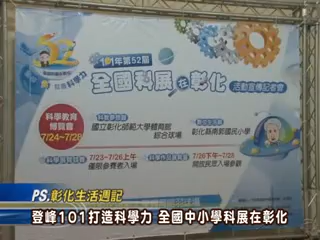 52
101年第52屆
全國科展在彰化
活動宣傳記者會
科學教育
博覽會
7/24~7/28
國立彰化師範大學體育館
綜合球場
彰化縣南郭國民小學
7/23~7/26上午
僅限參賽者入場
7/26下午~7/28
開放民眾入場參觀
PS.彰化生活週記
登峰101打造科學力 全國中小學科展在彰化